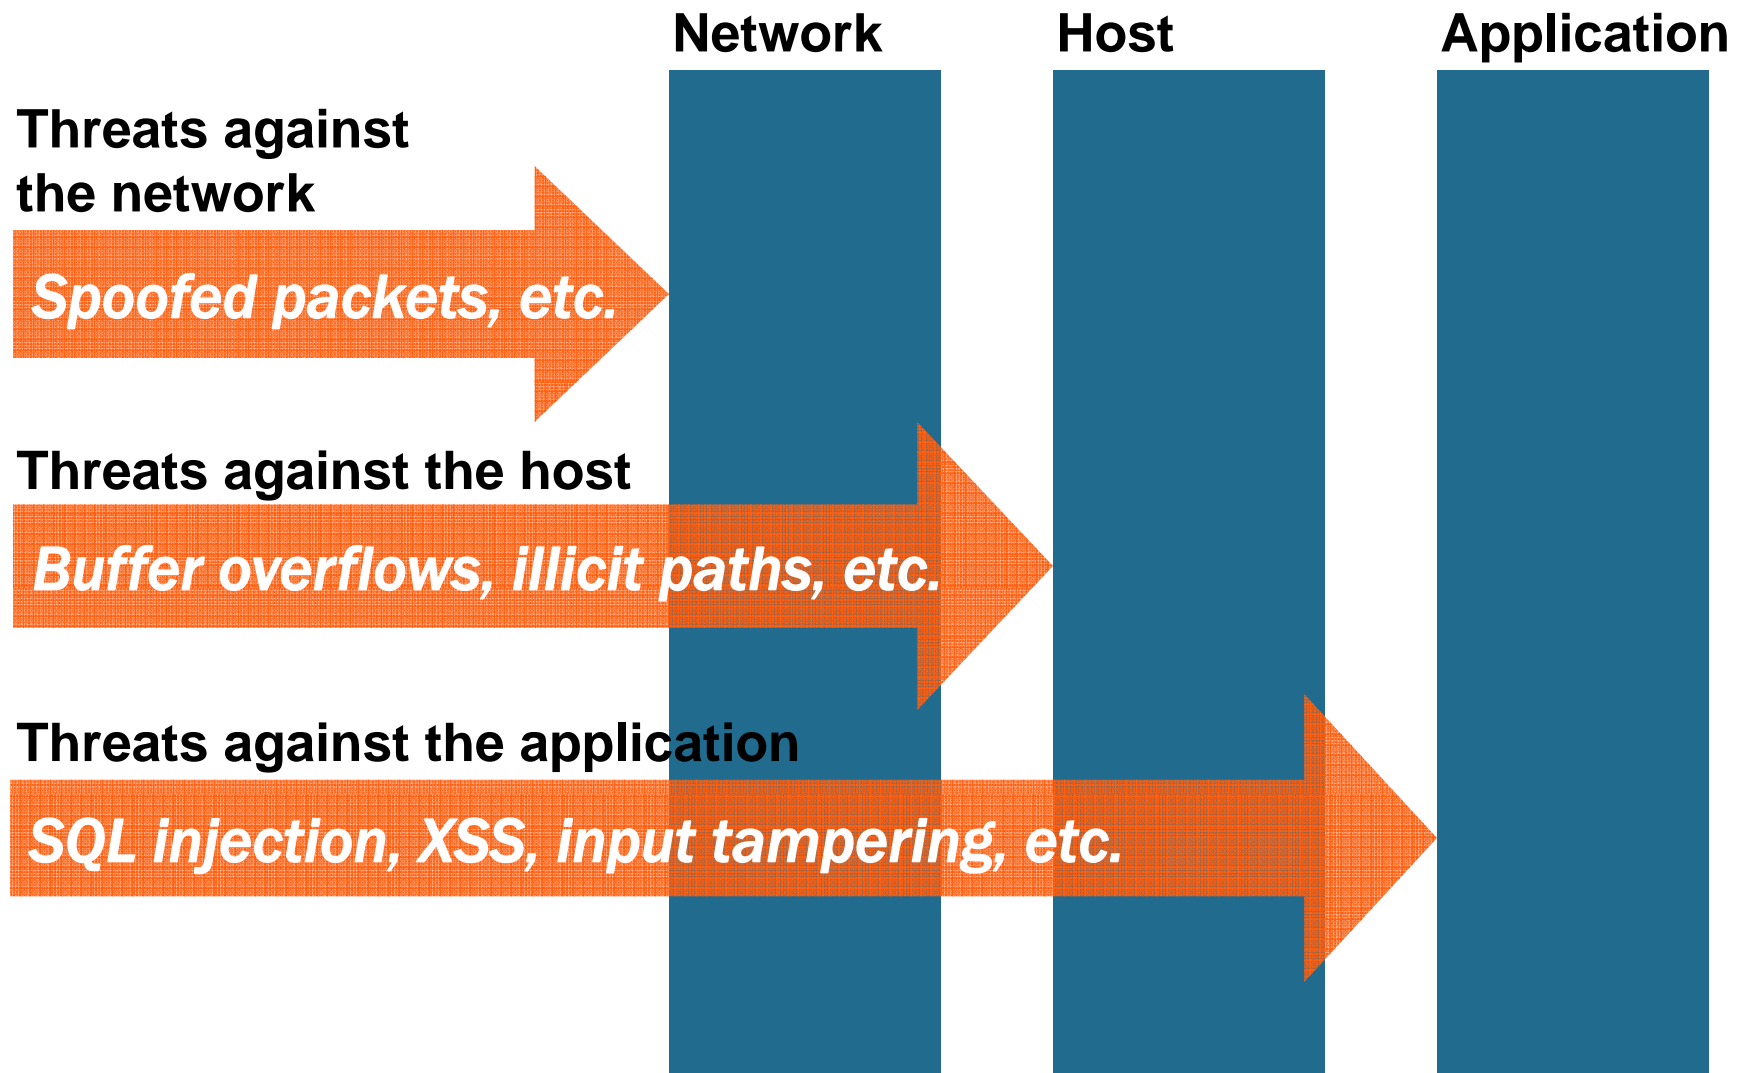 Network
Host
Application
Threats against
the network
Spoofed packets, etc.
Threats against the host
Buffer overflows, illicit paths, etc.
Threats against the application
SQL injection, XSS, input tampering, etc.